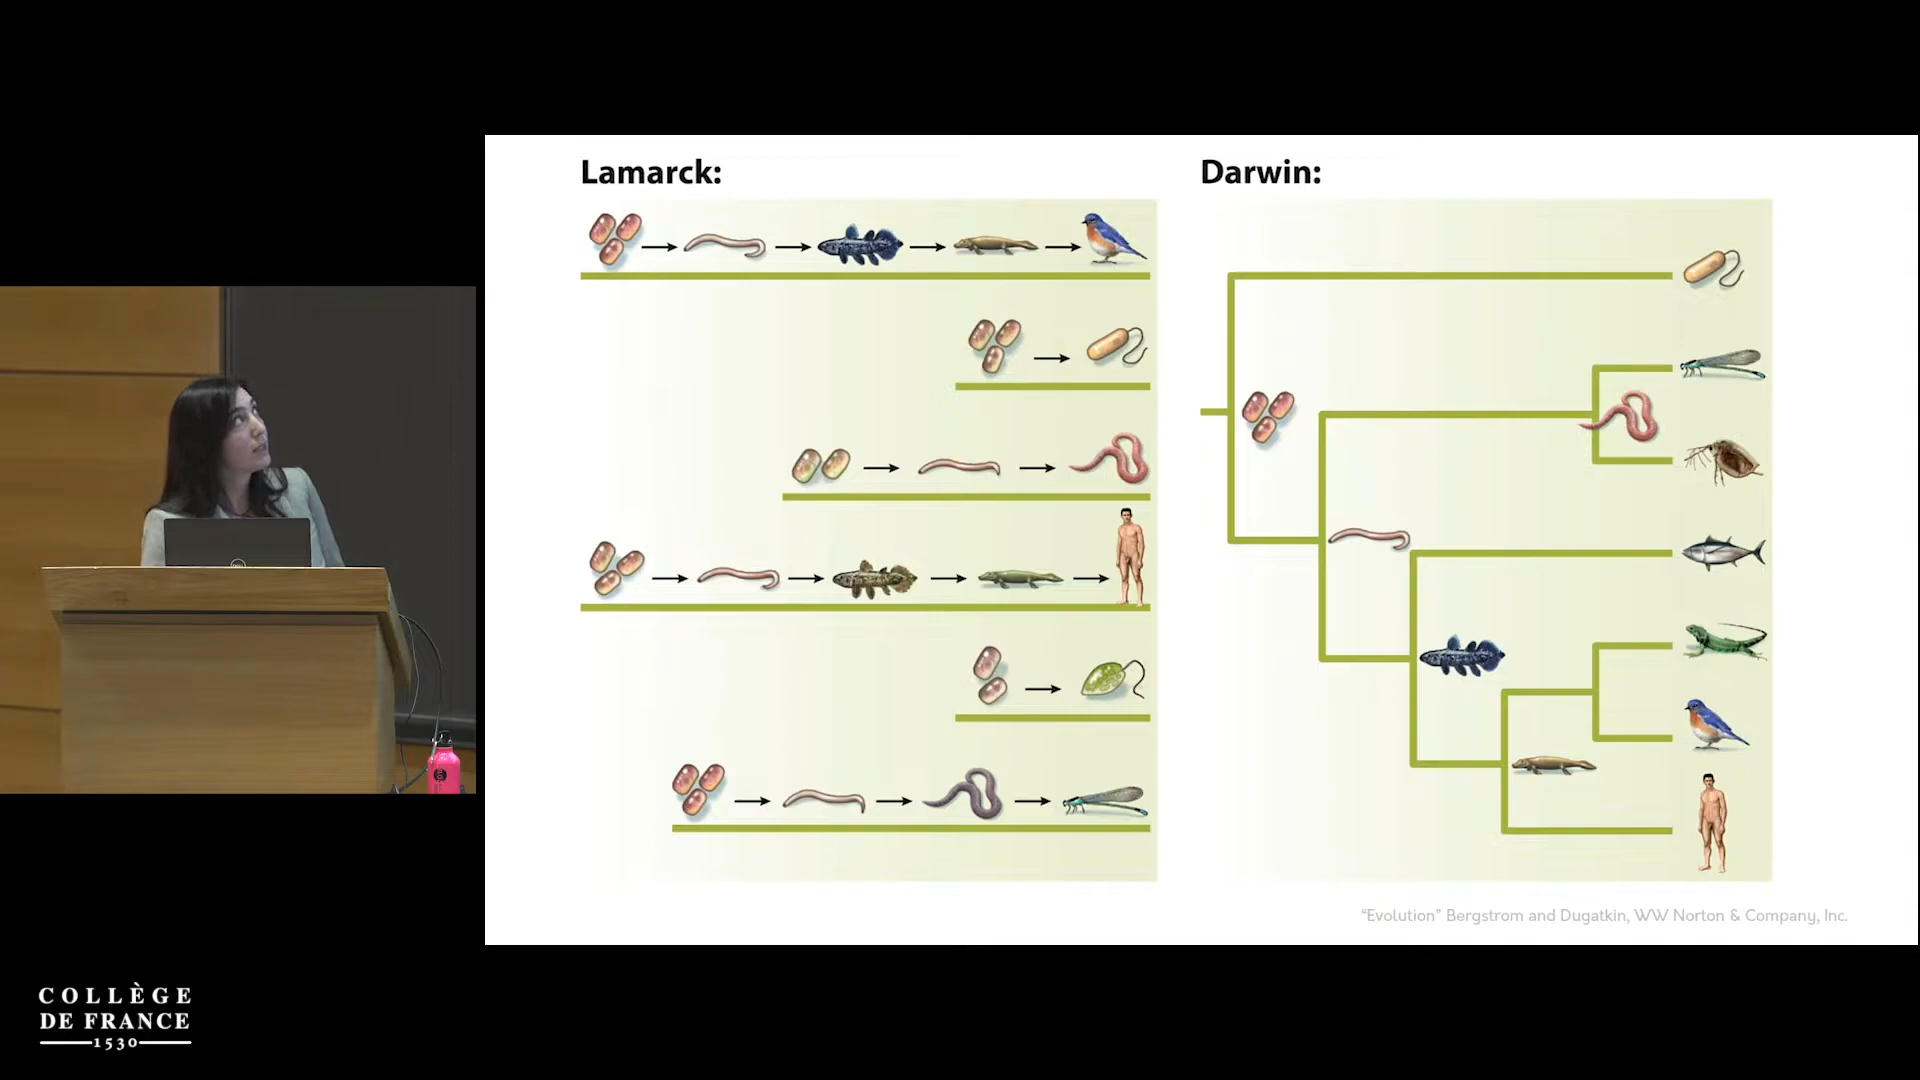 Lamarck:
Darwin:
“Evolution” Bergstrom and Dugatkin, WW Norton & Company, Inc.
COLLÈGE
DE FRANCE
1530